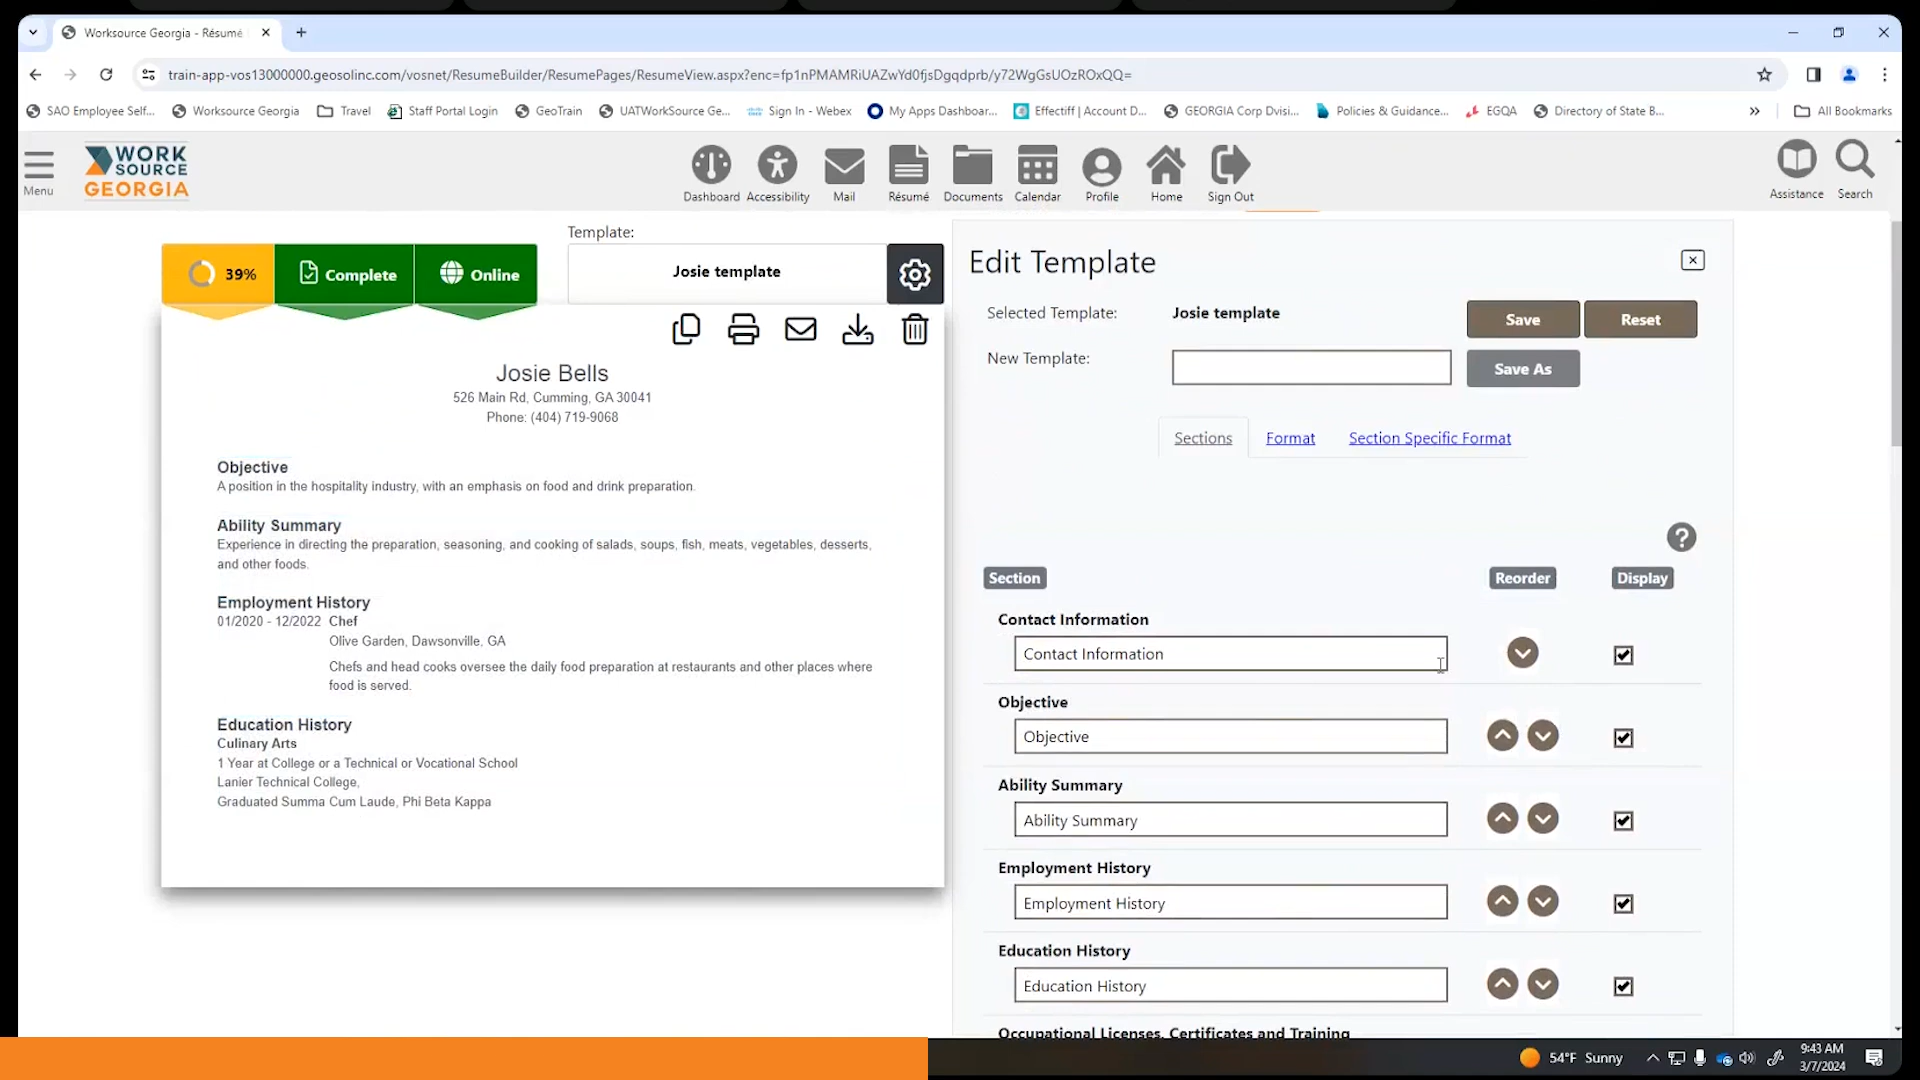 Worksource Georgia - Résumé
train-app-vos13000000.geosolinc.com/vosnet/ResumeBuilder/ResumePages/ResumeView.aspx?enc=fp1nPMAMRiUAZwYd0fjsDgqdprb/y72WgGsUOzROxQQ=
SAO Employee Self... Worksource Georgia Travel Staff Portal Login GeoTrain UATWorkSource Ge... Sign In - Webex My Apps Dashboar... Effectiff | Account D... GEORGIA Corp Dvisi... Policies & Guidance... EGQA Directory of State B... » All Bookmarks
Menu
WORK
SOURCE
GEORGIA
Dashboard Accessibility Mail Résumé Documents Calendar Profile Home Sign Out Assistance Search
39% Complete Online
Template:
Josie template
Josie Bells
526 Main Rd, Cumming, GA 30041
Phone: (404) 719-9068
Objective
A position in the hospitality industry, with an emphasis on food and drink preparation.
Ability Summary
Experience in directing the preparation, seasoning, and cooking of salads, soups, fish, meats, vegetables, desserts,
and other foods.
Employment History
01/2020 - 12/2022 Chef
Olive Garden, Dawsonville, GA
Chefs and head cooks oversee the daily food preparation at restaurants and other places where
food is served.
Education History
Culinary Arts
1 Year at College or a Technical or Vocational School
Lanier Technical College,
Graduated Summa Cum Laude, Phi Beta Kappa
Edit Template
Selected Template: Josie template Save Reset
New Template: Save As
Sections Format Section Specific Format
?
Section Reorder Display
Contact Information
Contact Information
Objective
Objective
Ability Summary
Ability Summary
Employment History
Employment History
Education History
Education History
Occupational Licenses, Certificates and Training
54°F Sunny
9:43 AM
3/7/2024